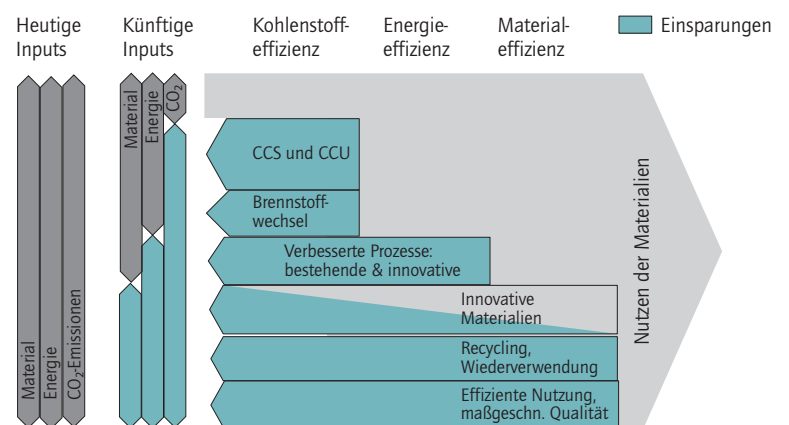 Heutige
Inputs
Künftige
Inputs
Kohlenstoff-
effizienz
Energie-
effizienz
Material-
effizienz
Einsparungen
Material
Energie
CO₂-Emissionen
Material
Energie
CO₂
CCS und CCU
Brennstoff-
wechsel
Verbesserte Prozesse:
bestehende & innovative
Innovative
Materialien
Recycling,
Wiederverwendung
Effiziente Nutzung,
maßgeschn. Qualität
Nutzen der Materialien